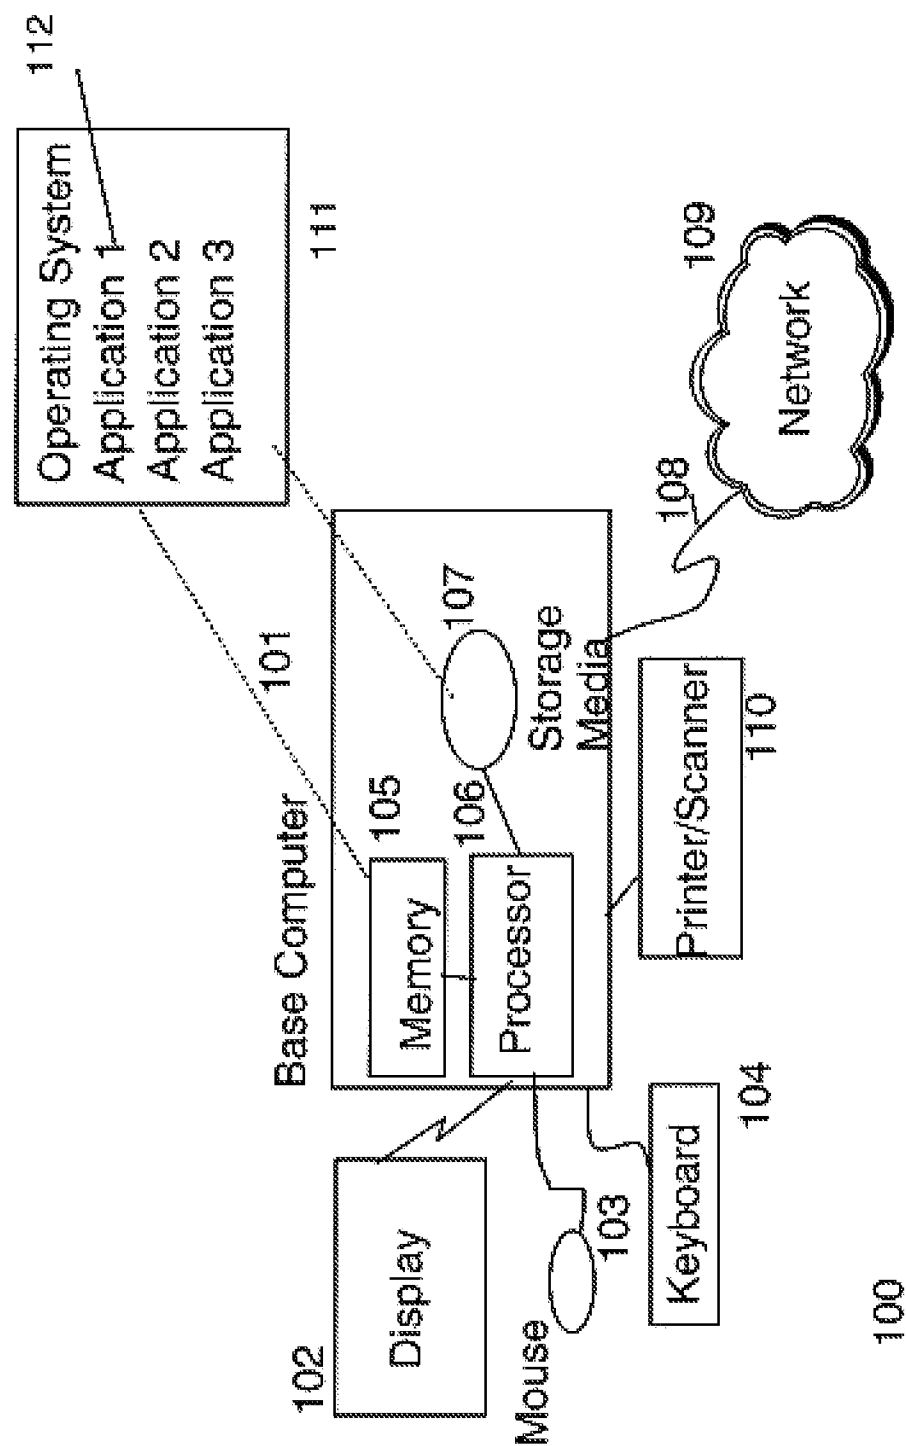 112
Operating System
Application 1
Application 2
Application 3
111
101
Base Computer
105
Memory
106
Processor
107
Storage
Media
108
109
Network
102
Display
Mouse
103
Keyboard
104
Printer/Scanner
110
100